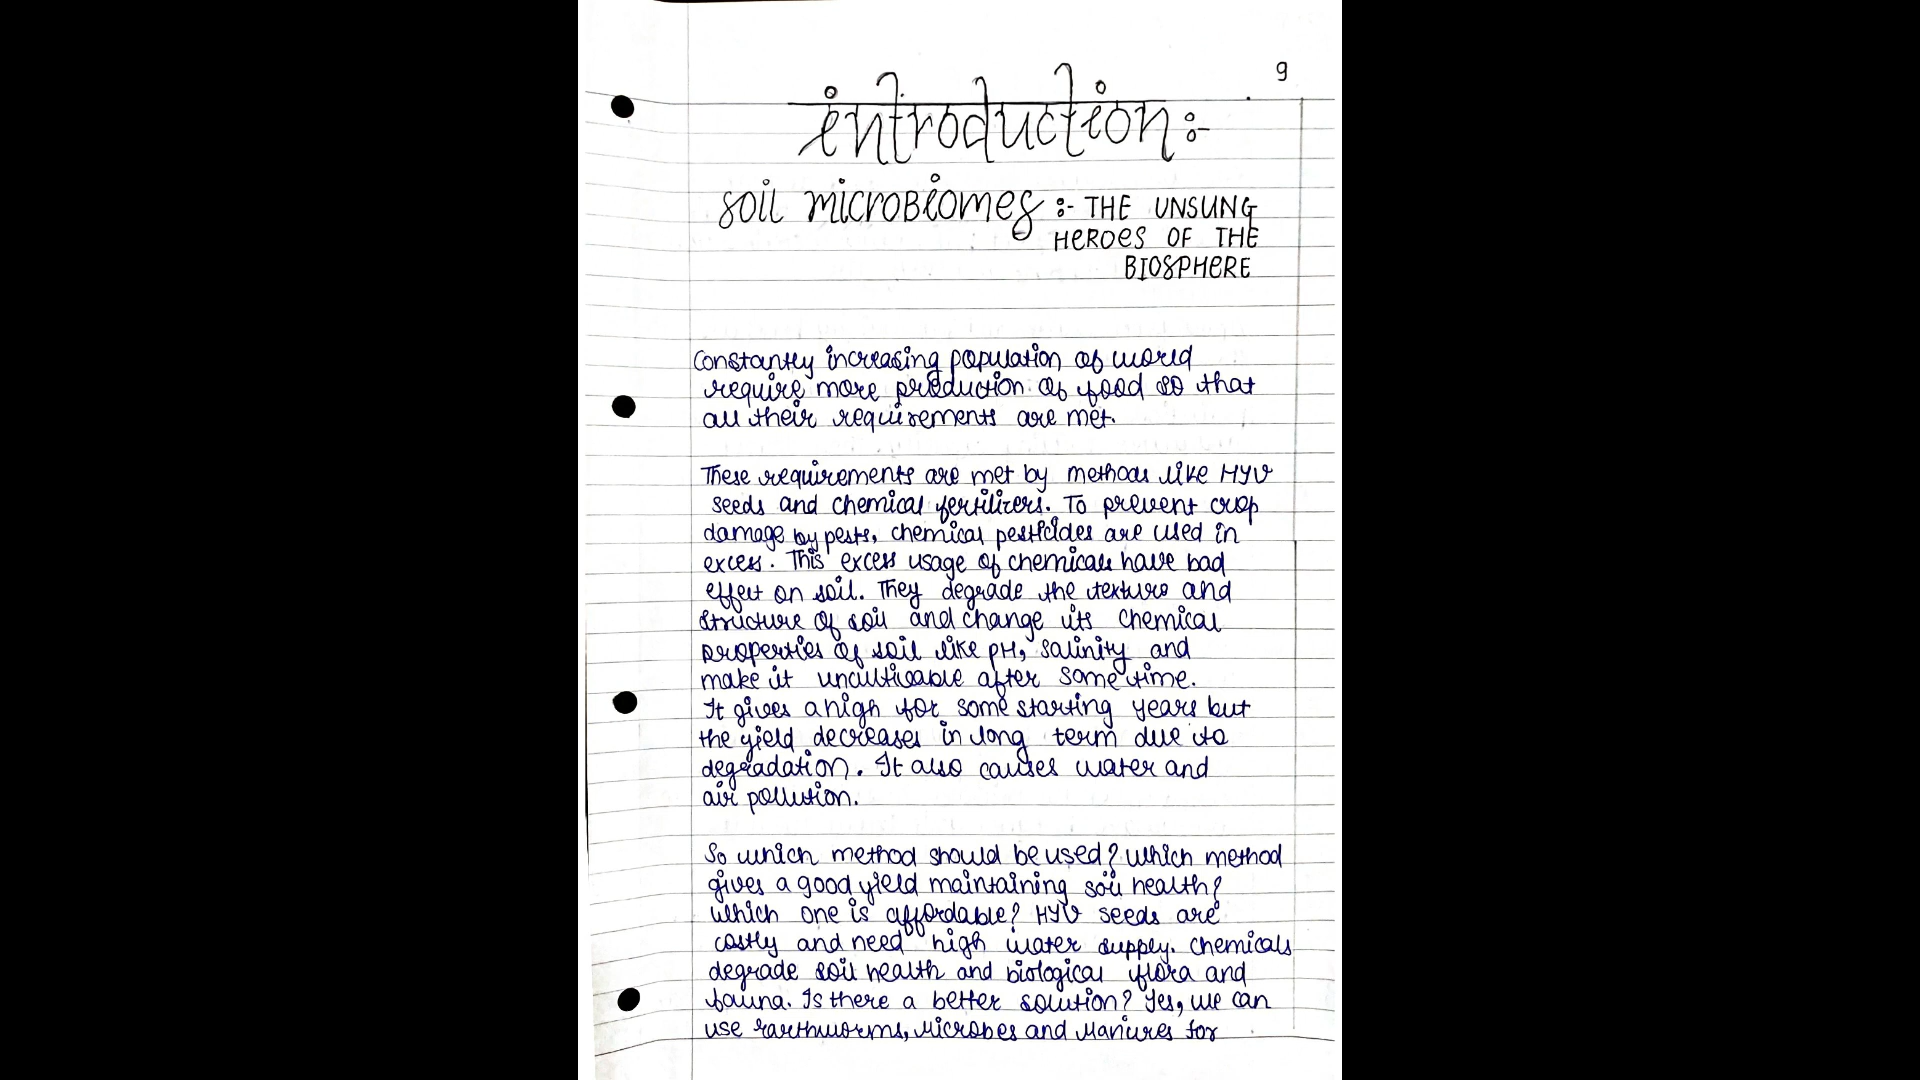 9
introduction:-
soil microbiomes :- THE UNSUNG
HEROES OF THE
BIOSPHERE
Constantly increasing population of world
require more production of food so that
all their requirements are met.
These requirements are met by methods like HYV
seeds and chemical fertilizers. To prevent crop
damage by pests, chemical pesticides are used in
excess. This excess usage of chemicals have bad
effect on soil. They degrade the texture and
structure of soil and change its chemical
properties of soil like pH, salinity and
make it uncultivable after some time.
It gives a high for some starting years but
the yield decreases in long term due to
degradation. It also causes water and
air pollution.
So which method should be used? Which method
gives a good yield maintaining soil health?
Which one is affordable? HYV seeds are
costly and need high water supply. Chemicals
degrade soil health and biological flora and
fauna. Is there a better solution? Yes, we can
use Earthworms, Microbes and Manures for